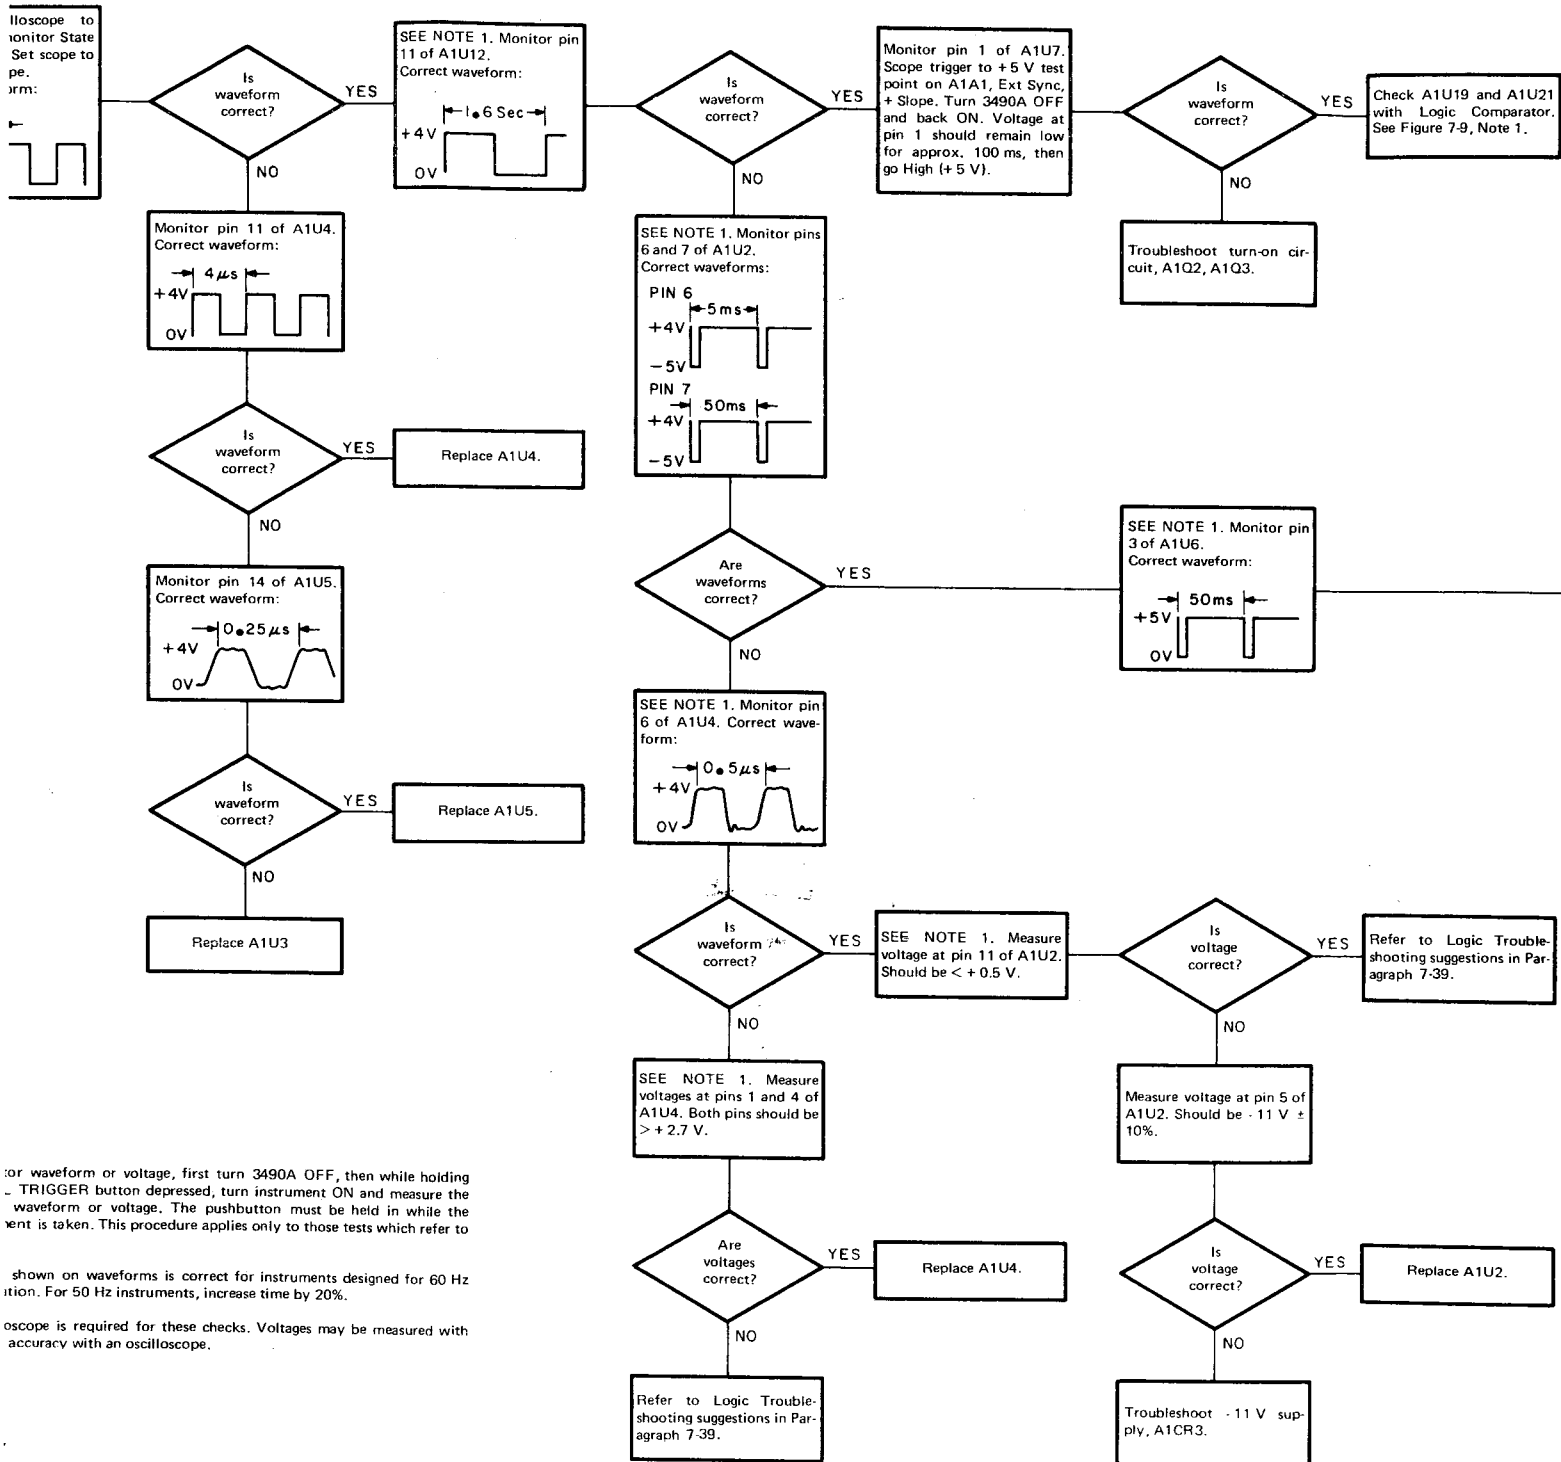 lloscope to
monitor State
Set scope to
pe.
orm:
Is
waveform
correct?
YES
NO
SEE NOTE 1. Monitor pin
11 of A1U12.
Correct waveform:
1.6 Sec
+4V
0V
Is
waveform
correct?
YES
NO
Monitor pin 1 of A1U7.
Scope trigger to +5 V test
point on A1A1, Ext Sync,
+ Slope. Turn 3490A OFF
and back ON. Voltage at
pin 1 should remain low
for approx. 100 ms, then
go High (+5 V).
Is
waveform
correct?
YES
NO
Check A1U19 and A1U21
with Logic Comparator.
See Figure 7-9, Note 1.
Troubleshoot turn-on cir-
cuit, A1Q2, A1Q3.
Monitor pin 11 of A1U4.
Correct waveform:
4 μs
+4V
0V
Is
waveform
correct?
YES
NO
Replace A1U4.
Monitor pin 14 of A1U5.
Correct waveform:
0.25μs
+4V
0V
Is
waveform
correct?
YES
NO
Replace A1U5.
Replace A1U3
SEE NOTE 1. Monitor pins
6 and 7 of A1U2.
Correct waveforms:
PIN 6
5ms
+4V
-5V
PIN 7
50ms
+4V
-5V
Are
waveforms
correct?
YES
NO
SEE NOTE 1. Monitor pin
3 of A1U6.
Correct waveform:
50ms
+5V
0V
SEE NOTE 1. Monitor pin
6 of A1U4. Correct wave-
form:
0.5μs
+4V
0V
Is
waveform
correct?
YES
NO
SEE NOTE 1. Measure
voltage at pin 11 of A1U2.
Should be < + 0.5 V.
Is
voltage
correct?
YES
NO
Refer to Logic Trouble-
shooting suggestions in Par-
agraph 7-39.
SEE NOTE 1. Measure
voltages at pins 1 and 4 of
A1U4. Both pins should be
> + 2.7 V.
Are
voltages
correct?
YES
NO
Replace A1U4.
Refer to Logic Trouble-
shooting suggestions in Par-
agraph 7-39.
Measure voltage at pin 5 of
A1U2. Should be - 11 V ±
10%.
Is
voltage
correct?
YES
NO
Replace A1U2.
Troubleshoot - 11 V sup-
ply, A1CR3.
or waveform or voltage, first turn 3490A OFF, then while holding
TRIGGER button depressed, turn instrument ON and measure the
waveform or voltage. The pushbutton must be held in while the
ent is taken. This procedure applies only to those tests which refer to
shown on waveforms is correct for instruments designed for 60 Hz
tion. For 50 Hz instruments, increase time by 20%.
oscope is required for these checks. Voltages may be measured with
accuracy with an oscilloscope.